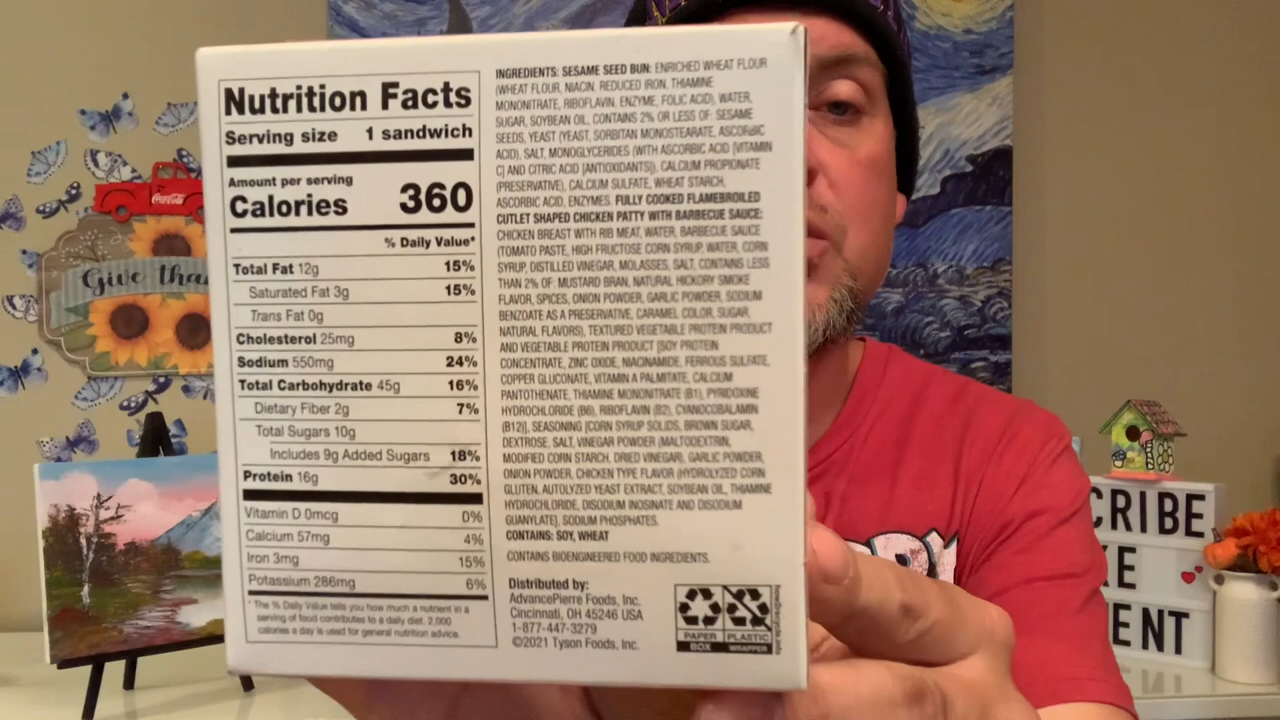 Nutrition Facts
Serving size 1 sandwich
Amount per serving
Calories 360
% Daily Value*
Total Fat 12g 15%
Saturated Fat 3g 15%
Trans Fat 0g
Cholesterol 25mg 8%
Sodium 550mg 24%
Total Carbohydrate 45g 16%
Dietary Fiber 2g 7%
Total Sugars 10g
Includes 9g Added Sugars 18%
Protein 16g 30%
Vitamin D 0mcg 0%
Calcium 57mg 4%
Iron 3mg 15%
Potassium 286mg 6%
* The % Daily Value tells you how much a nutrient in a
serving of food contributes to a daily diet. 2,000
calories a day is used for general nutrition advice.
INGREDIENTS: SESAME SEED BUN: ENRICHED WHEAT FLOUR
(WHEAT FLOUR, NIACIN, REDUCED IRON, THIAMINE
MONONITRATE, RIBOFLAVIN, ENZYME, FOLIC ACID), WATER,
SUGAR, SOYBEAN OIL, CONTAINS 2% OR LESS OF: SESAME
SEEDS, YEAST (YEAST, SORBITAN MONOSTEARATE, ASCORBIC
ACID), SALT, MONOGLYCERIDES (WITH ASCORBIC ACID [VITAMIN
C] AND CITRIC ACID [ANTIOXIDANTS]), CALCIUM PROPIONATE
(PRESERVATIVE), CALCIUM SULFATE, WHEAT STARCH,
ASCORBIC ACID, ENZYMES. FULLY COOKED FLAMEBROILED
CUTLET SHAPED CHICKEN PATTY WITH BARBECUE SAUCE:
CHICKEN BREAST WITH RIB MEAT, WATER, BARBECUE SAUCE
(TOMATO PASTE, HIGH FRUCTOSE CORN SYRUP, WATER, CORN
SYRUP, DISTILLED VINEGAR, MOLASSES, SALT, CONTAINS LESS
THAN 2% OF: MUSTARD BRAN, NATURAL HICKORY SMOKE
FLAVOR, SPICES, ONION POWDER, GARLIC POWDER, SODIUM
BENZOATE AS A PRESERVATIVE, CARAMEL COLOR, SUGAR,
NATURAL FLAVORS), TEXTURED VEGETABLE PROTEIN PRODUCT
AND VEGETABLE PROTEIN PRODUCT [SOY PROTEIN
CONCENTRATE, ZINC OXIDE, NIACINAMIDE, FERROUS SULFATE,
COPPER GLUCONATE, VITAMIN A PALMITATE, CALCIUM
PANTOTHENATE, THIAMINE MONONITRATE (B1), PYRIDOXINE
HYDROCHLORIDE (B6), RIBOFLAVIN (B2), CYANOCOBALAMIN
(B12)], SEASONING [CORN SYRUP SOLIDS, BROWN SUGAR,
DEXTROSE, SALT, VINEGAR POWDER (MALTODEXTRIN,
MODIFIED CORN STARCH, DRIED VINEGAR), GARLIC POWDER,
ONION POWDER, CHICKEN TYPE FLAVOR (HYDROLYZED CORN
GLUTEN, AUTOLYZED YEAST EXTRACT, SOYBEAN OIL, THIAMINE
HYDROCHLORIDE, DISODIUM INOSINATE AND DISODIUM
GUANYLATE], SODIUM PHOSPHATES.
CONTAINS: SOY, WHEAT
CONTAINS BIOENGINEERED FOOD INGREDIENTS.
Distributed by:
AdvancePierre Foods, Inc.
Cincinnati, OH 45246 USA
1-877-447-3279
©2021 Tyson Foods, Inc.
PAPER PLASTIC
BOX WRAPPER
how2recycle.info
Coca-Cola
Give than
CRIBE
KE
ENT